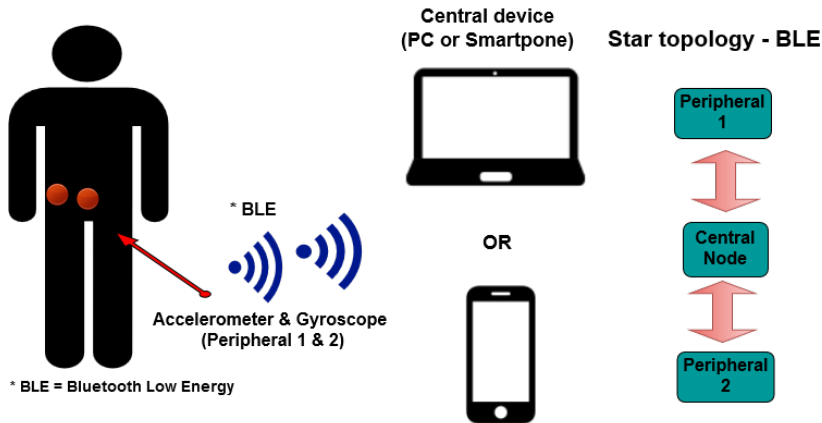 Central device
(PC or Smartpone)
Star topology - BLE
Peripheral
1
* BLE
OR
Central
Node
Accelerometer & Gyroscope
(Peripheral 1 & 2)
Peripheral
2
* BLE = Bluetooth Low Energy